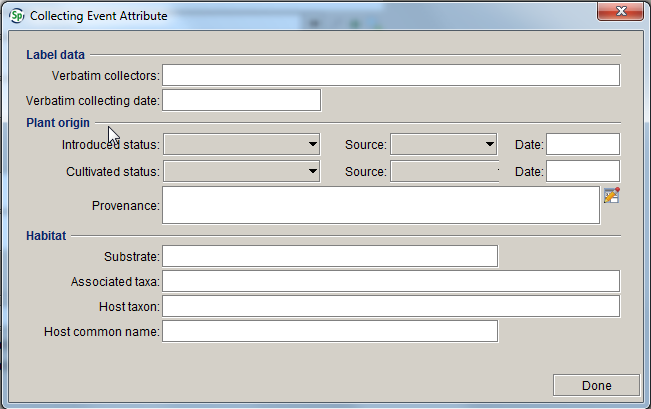 Sp Collecting Event Attribute
Label data
Verbatim collectors:
Verbatim collecting date:
Plant origin
Introduced status: Source: Date:
Cultivated status: Source: Date:
Provenance:
Habitat
Substrate:
Associated taxa:
Host taxon:
Host common name:
Done